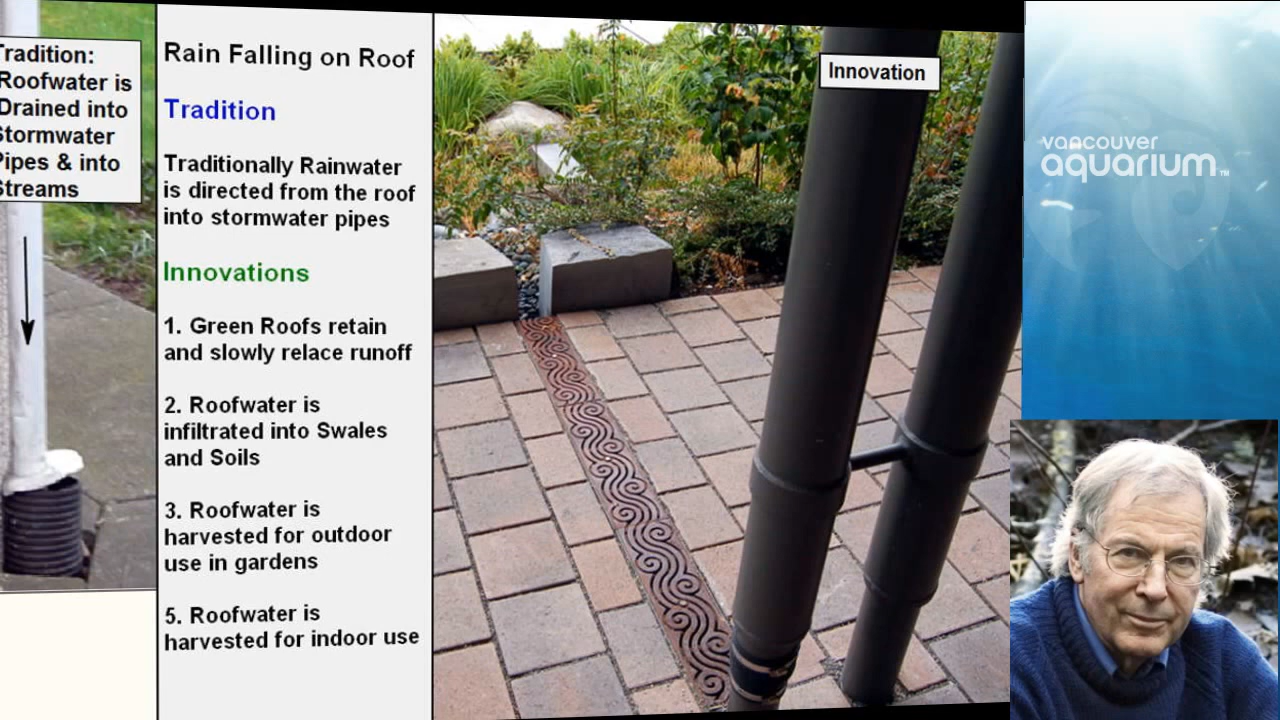 Tradition:
Roofwater is
Drained into
Stormwater
Pipes & into
Streams
Rain Falling on Roof
Tradition
Traditionally Rainwater
is directed from the roof
into stormwater pipes
Innovations
1. Green Roofs retain
and slowly relace runoff
2. Roofwater is
infiltrated into Swales
and Soils
3. Roofwater is
harvested for outdoor
use in gardens
5. Roofwater is
harvested for indoor use
Innovation
vancouver
aquarium™